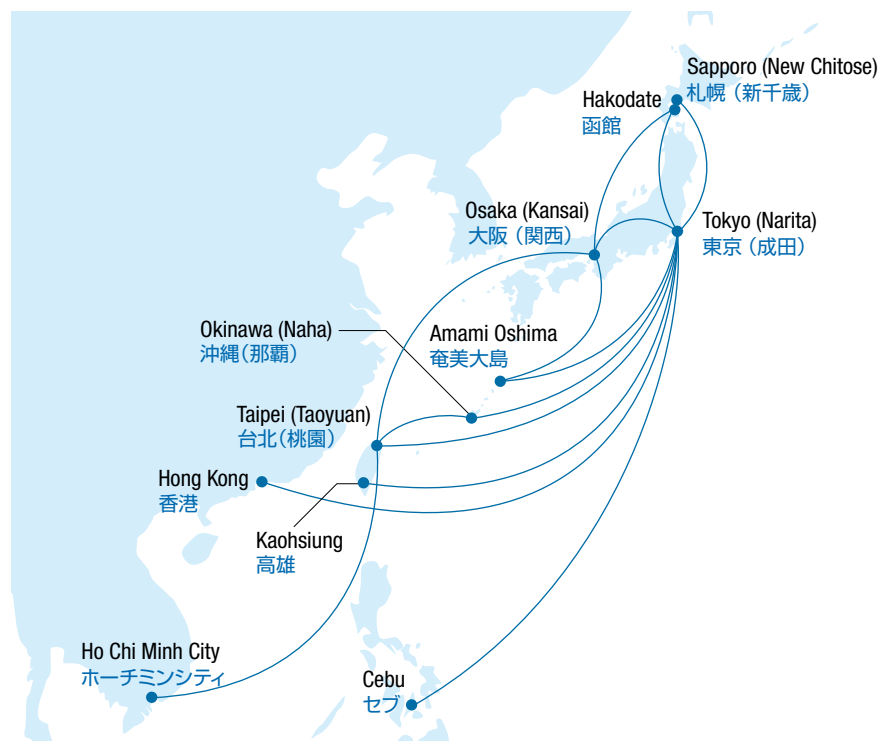 Sapporo (New Chitose)
札幌（新千歳）
Hakodate
函館
Osaka (Kansai)
大阪（関西）
Tokyo (Narita)
東京（成田）
Okinawa (Naha)
沖縄（那覇）
Amami Oshima
奄美大島
Taipei (Taoyuan)
台北（桃園）
Hong Kong
香港
Kaohsiung
高雄
Ho Chi Minh City
ホーチミンシティ
Cebu
セブ